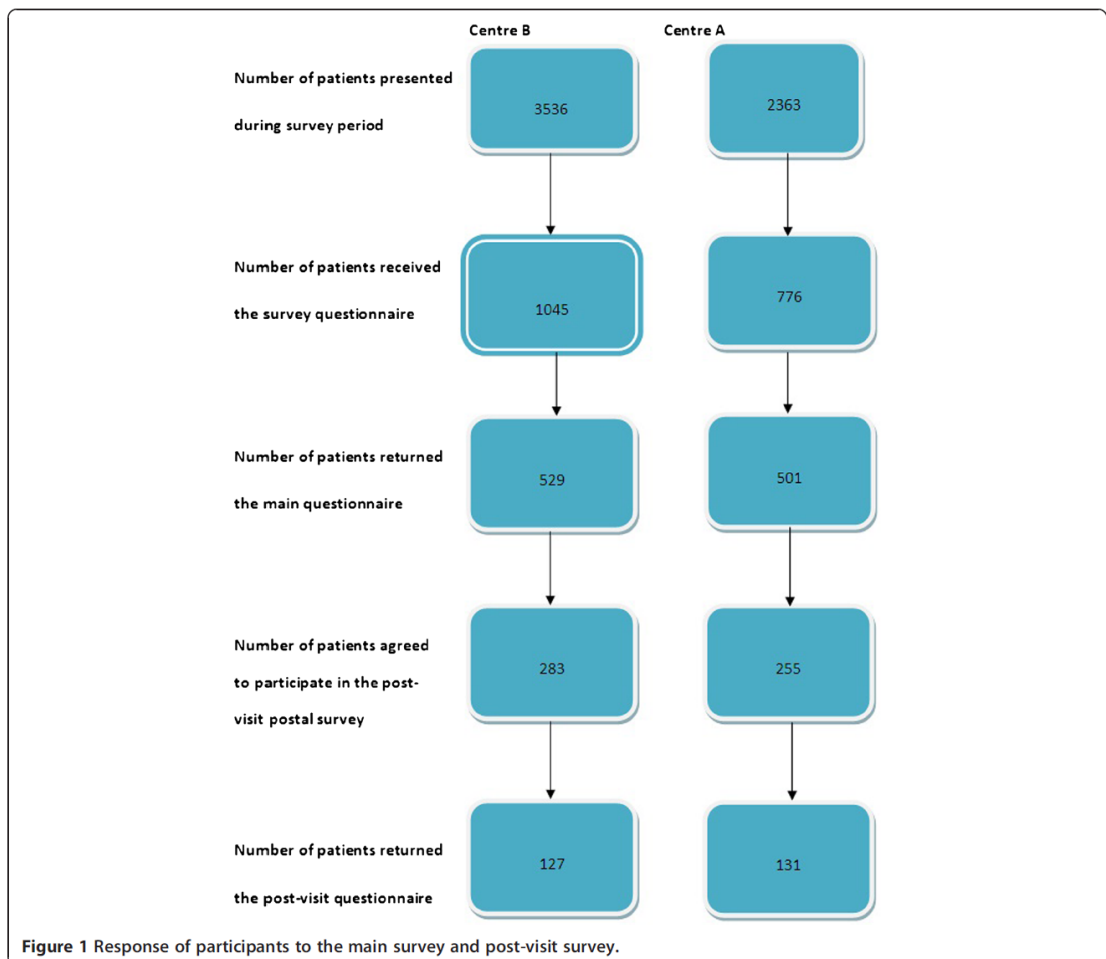 Centre B Centre A
Number of patients presented
during survey period
3536 2363
Number of patients received
the survey questionnaire
1045 776
Number of patients returned
the main questionnaire
529 501
Number of patients agreed
to participate in the post-
visit postal survey
283 255
Number of patients returned
the post-visit questionnaire
127 131
Figure 1 Response of participants to the main survey and post-visit survey.